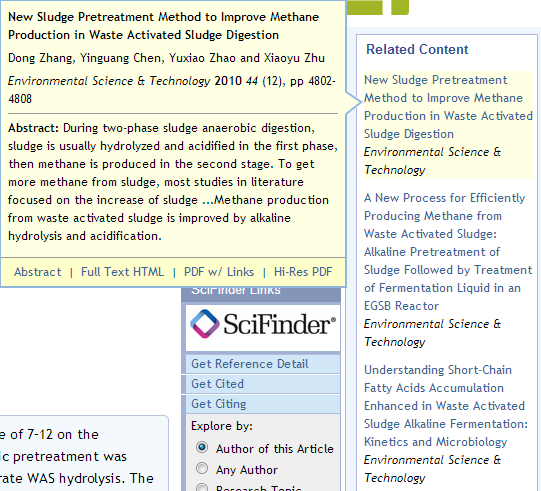 New Sludge Pretreatment Method to Improve Methane
Production in Waste Activated Sludge Digestion
Dong Zhang, Yinguang Chen, Yuxiao Zhao and Xiaoyu Zhu
Environmental Science & Technology 2010 44 (12), pp 4802-
4808
Abstract: During two-phase sludge anaerobic digestion,
sludge is usually hydrolyzed and acidified in the first phase,
then methane is produced in the second stage. To get
more methane from sludge, most studies in literature
focused on the increase of sludge ...Methane production
from waste activated sludge is improved by alkaline
hydrolysis and acidification.
Abstract | Full Text HTML | PDF w/ Links | Hi-Res PDF
SciFinder Links
SciFinder®
Get Reference Detail
Get Cited
Get Citing
Explore by:
Author of this Article
Any Author
Research Topic
e of 7-12 on the
ic pretreatment was
rate WAS hydrolysis. The
Related Content
New Sludge Pretreatment
Method to Improve Methane
Production in Waste Activated
Sludge Digestion
Environmental Science &
Technology
A New Process for Efficiently
Producing Methane from
Waste Activated Sludge:
Alkaline Pretreatment of
Sludge Followed by Treatment
of Fermentation Liquid in an
EGSB Reactor
Environmental Science &
Technology
Understanding Short-Chain
Fatty Acids Accumulation
Enhanced in Waste Activated
Sludge Alkaline Fermentation:
Kinetics and Microbiology
Environmental Science &
Technology